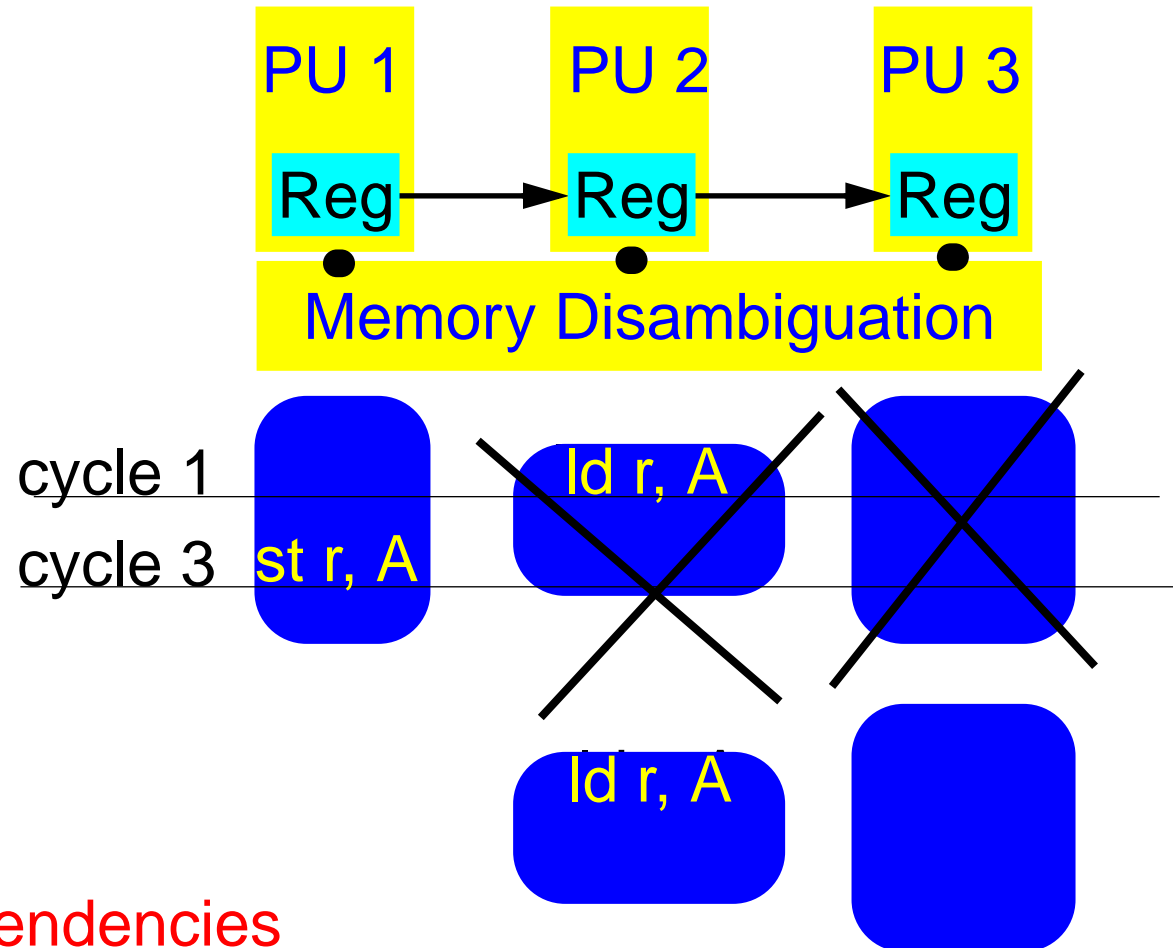 PU 1 PU 2 PU 3
Reg Reg Reg
Memory Disambiguation
cycle 1 ld r, A
cycle 3 st r, A
ld r, A
endencies